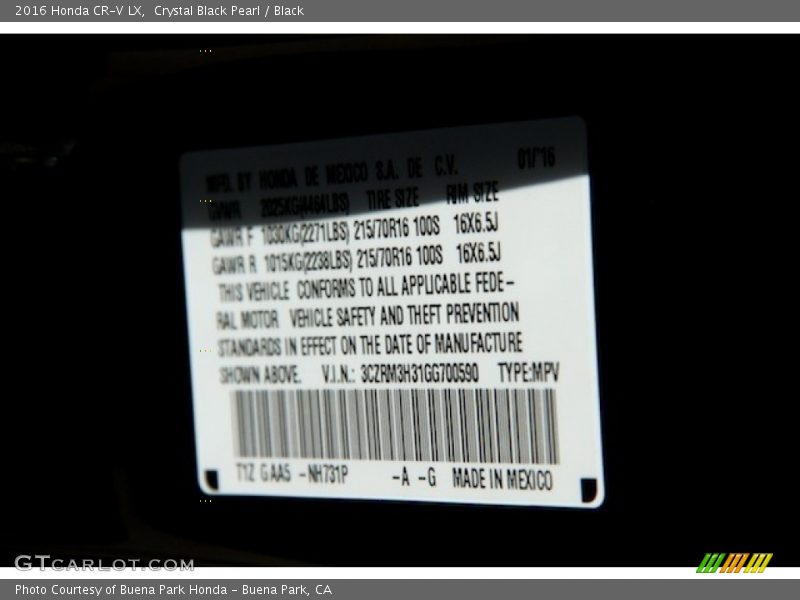 2016 Honda CR-V LX,  Crystal Black Pearl / Black
MFD. BY HONDA DE MEXICO S.A. DE C.V. 01/'16
GVWR 2025KG(4464LBS) TIRE SIZE RIM SIZE
GAWR F 1030KG(2271LBS) 215/70R16 100S 16X6.5J
GAWR R 1015KG(2238LBS) 215/70R16 100S 16X6.5J
THIS VEHICLE CONFORMS TO ALL APPLICABLE FEDE-
RAL MOTOR VEHICLE SAFETY AND THEFT PREVENTION
STANDARDS IN EFFECT ON THE DATE OF MANUFACTURE
SHOWN ABOVE. V.I.N.: 3CZRM3H31GG700590 TYPE:MPV
T1Z GAA5 -NH731P -A -G MADE IN MEXICO
GTCARLOT.COM
Photo Courtesy of Buena Park Honda - Buena Park, CA